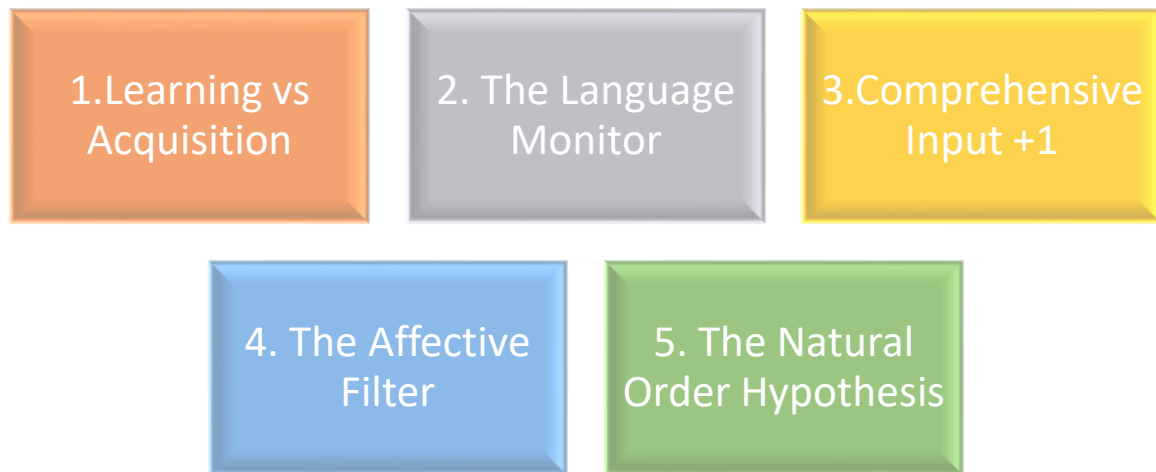 1.Learning vs
Acquisition
2. The Language
Monitor
3.Comprehensive
Input +1
4. The Affective
Filter
5. The Natural
Order Hypothesis